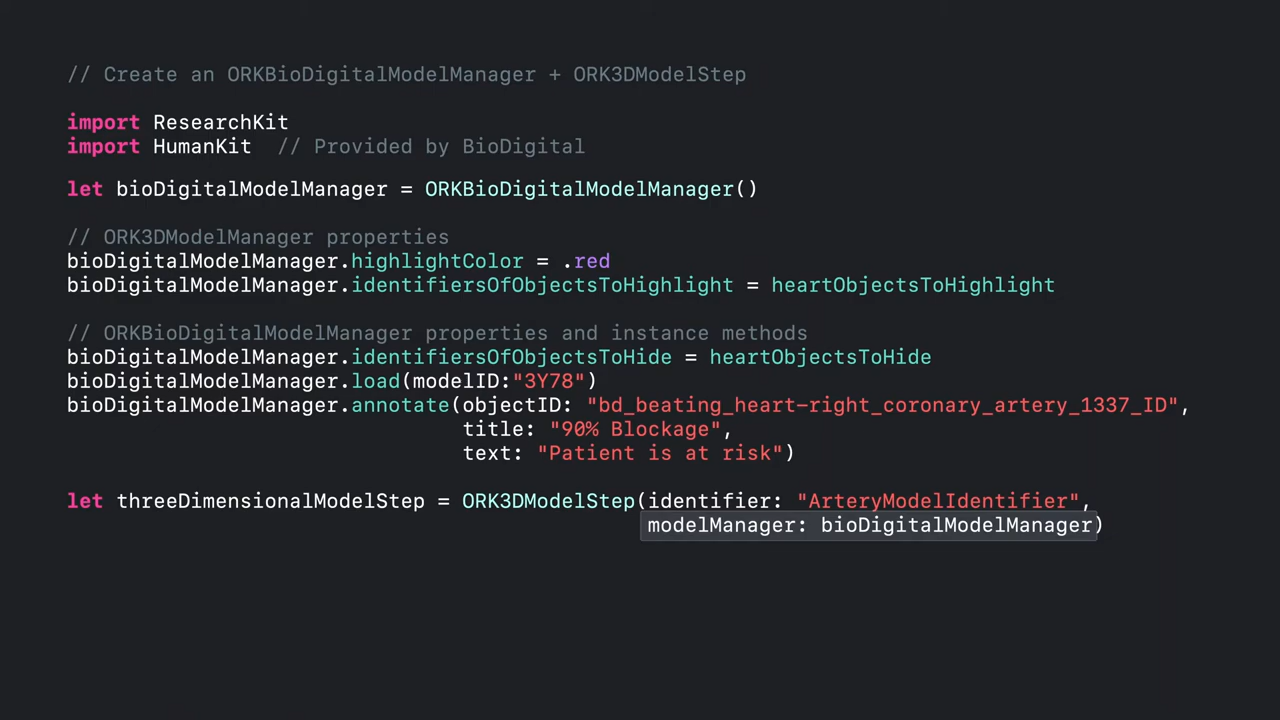 // Create an ORKBioDigitalModelManager + ORK3DModelStep
import ResearchKit
import HumanKit  // Provided by BioDigital
let bioDigitalModelManager = ORKBioDigitalModelManager()
// ORK3DModelManager properties
bioDigitalModelManager.highlightColor = .red
bioDigitalModelManager.identifiersOfObjectsToHighlight = heartObjectsToHighlight
// ORKBioDigitalModelManager properties and instance methods
bioDigitalModelManager.identifiersOfObjectsToHide = heartObjectsToHide
bioDigitalModelManager.load(modelID:"3Y78")
bioDigitalModelManager.annotate(objectID: "bd_beating_heart-right_coronary_artery_1337_ID",
title: "90% Blockage",
text: "Patient is at risk")
let threeDimensionalModelStep = ORK3DModelStep(identifier: "ArteryModelIdentifier",
modelManager: bioDigitalModelManager)